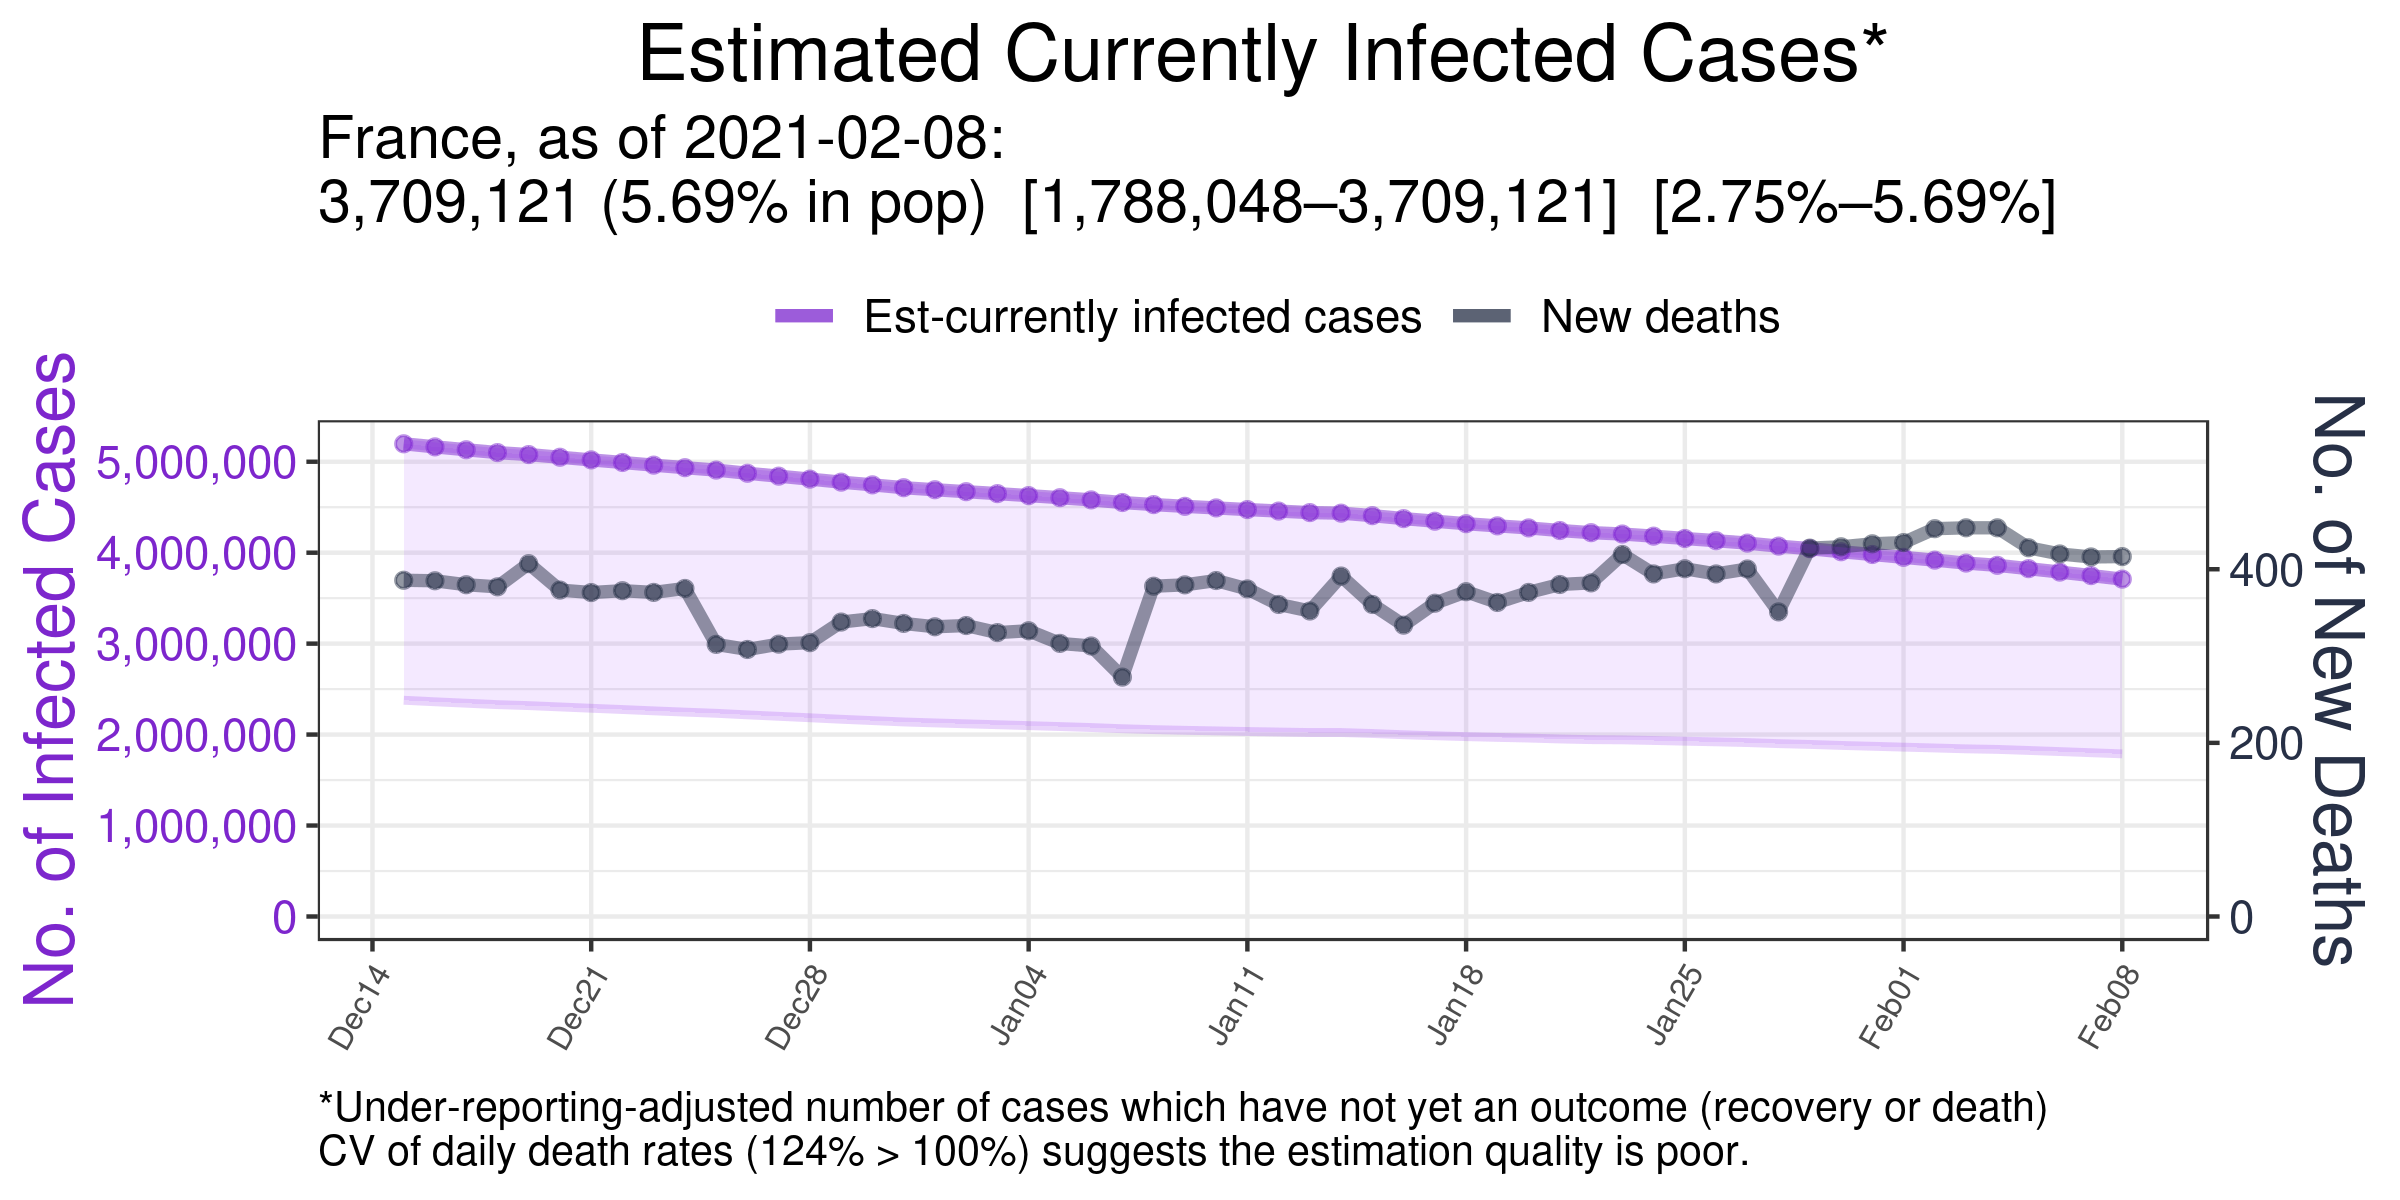 Estimated Currently Infected Cases*
France, as of 2021-02-08:
3,709,121 (5.69% in pop) [1,788,048–3,709,121] [2.75%–5.69%]
Est-currently infected cases
New deaths
No. of Infected Cases
5,000,000
4,000,000
3,000,000
2,000,000
1,000,000
0
400
200
0
No. of New Deaths
Dec14
Dec21
Dec28
Jan04
Jan11
Jan18
Jan25
Feb01
Feb08
*Under-reporting-adjusted number of cases which have not yet an outcome (recovery or death)
CV of daily death rates (124% > 100%) suggests the estimation quality is poor.